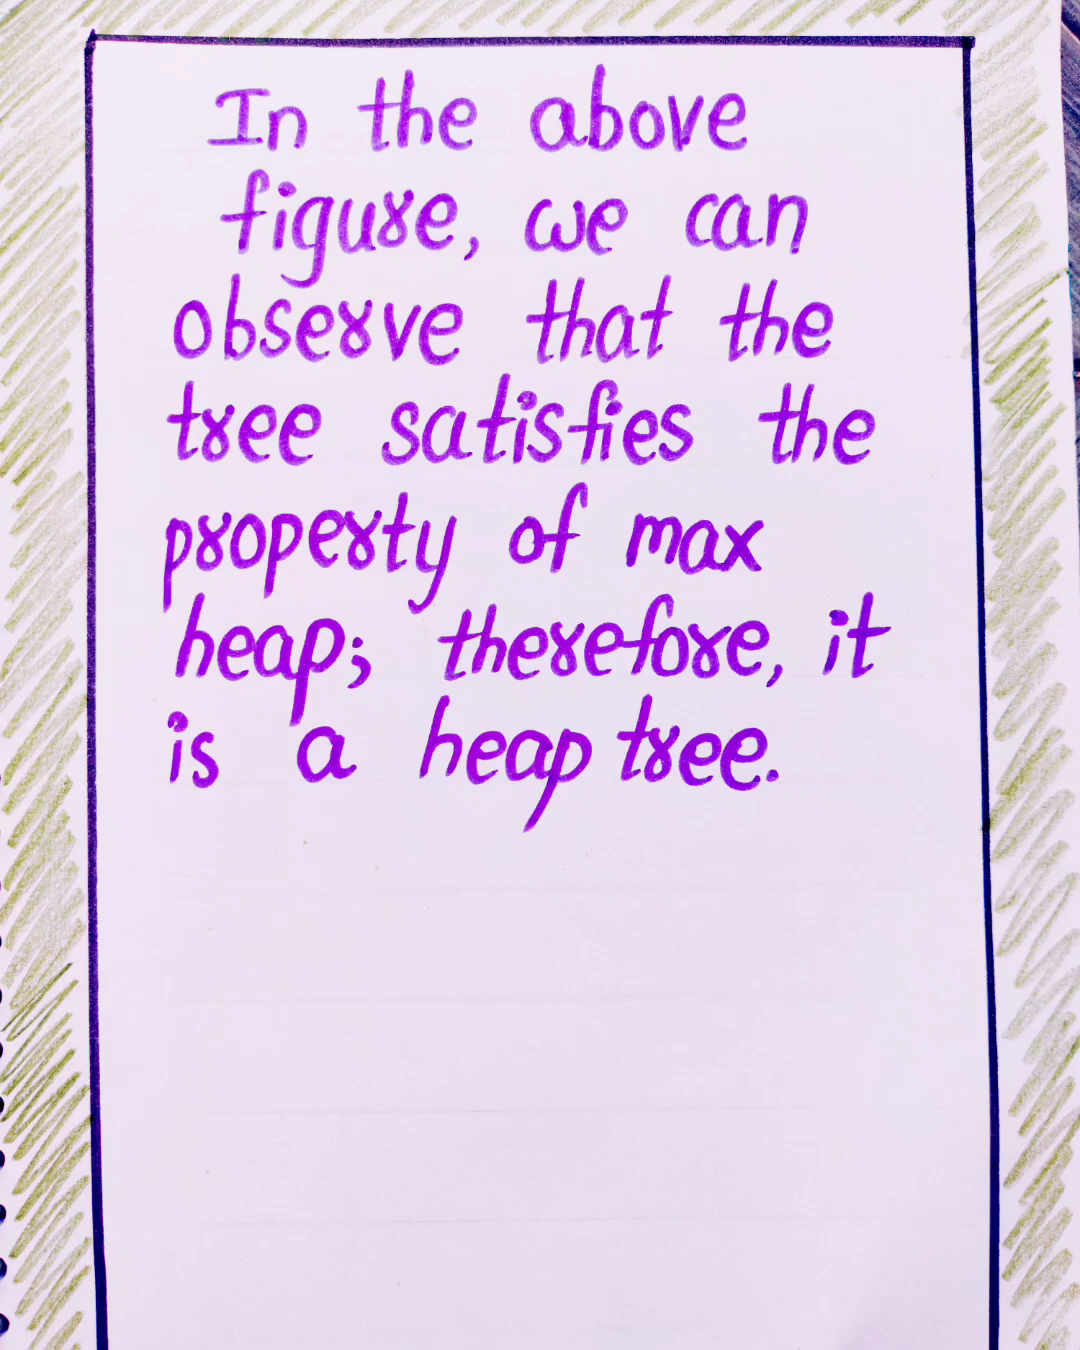 In the above
figure, we can
observe that the
tree satisfies the
property of max
heap; therefore, it
is a heap tree.